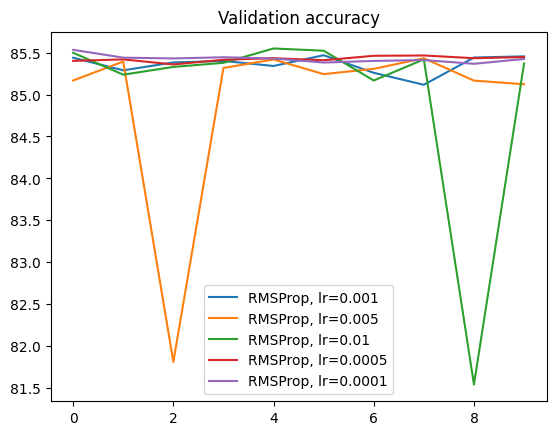 Validation accuracy
85.5
85.0
84.5
84.0
83.5
83.0
82.5
82.0
81.5
RMSProp, lr=0.001
RMSProp, lr=0.005
RMSProp, lr=0.01
RMSProp, lr=0.0005
RMSProp, lr=0.0001
0 2 4 6 8